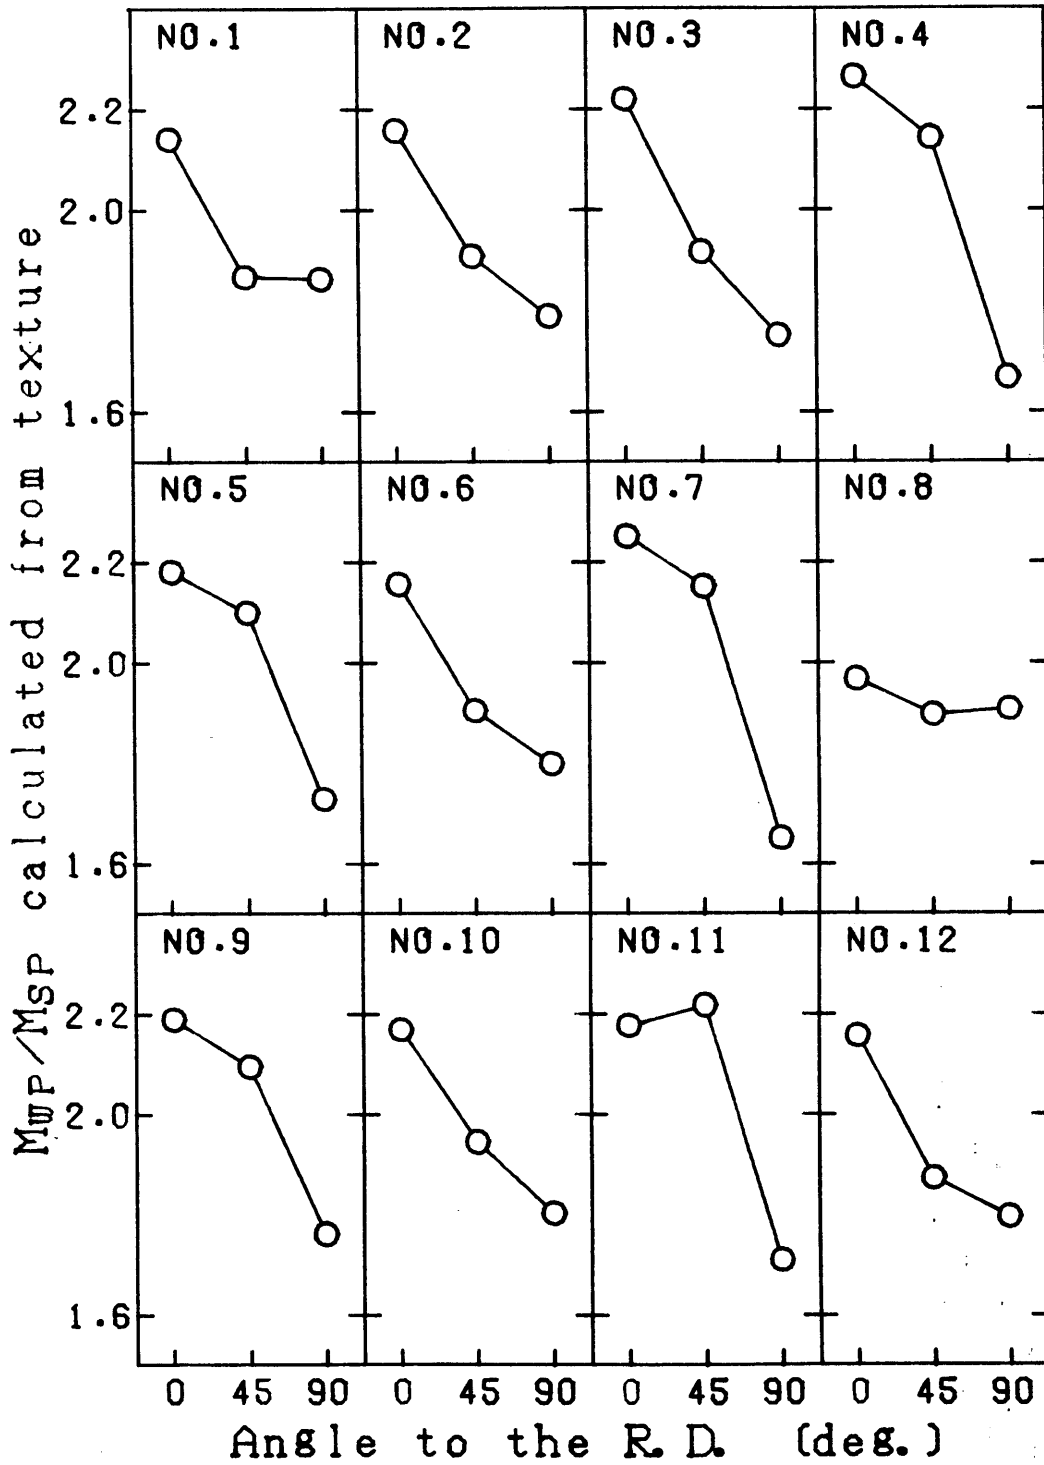 NO.1 NO.2 NO.3 NO.4
2.2
2.0
1.6
NO.5 NO.6 NO.7 NO.8
2.2
2.0
1.6
NO.9 NO.10 NO.11 NO.12
2.2
2.0
1.6
0 45 90 0 45 90 0 45 90 0 45 90
Angle to the R.D. (deg.)
MWP/MSP calculated from texture